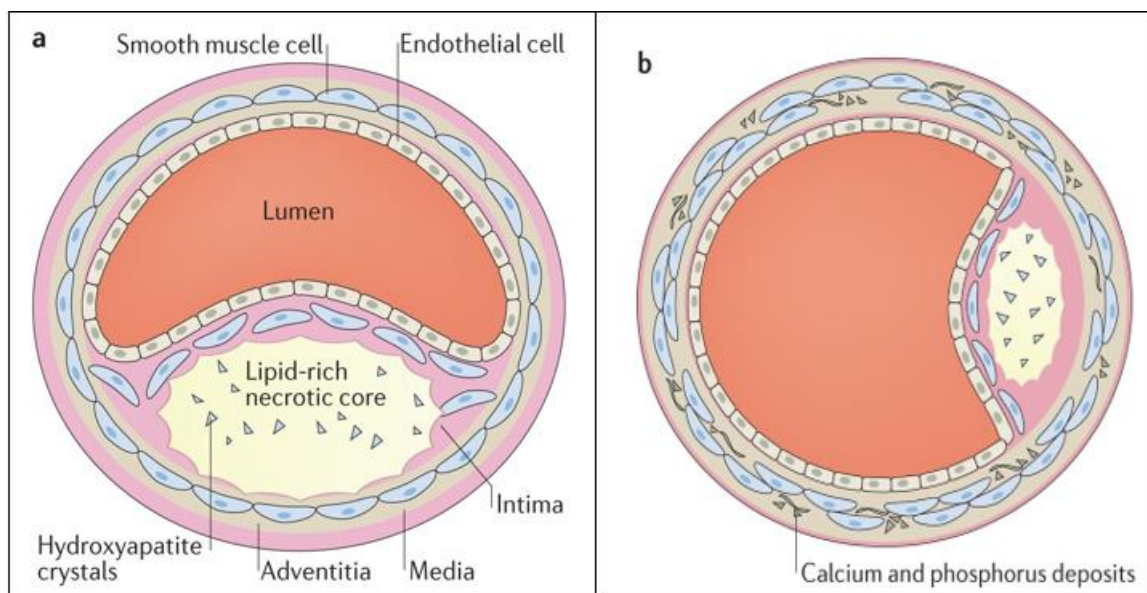 a
Smooth muscle cell
Endothelial cell
Lumen
Lipid-rich
necrotic core
Intima
Hydroxyapatite
crystals
Adventitia
Media
b
Calcium and phosphorus deposits